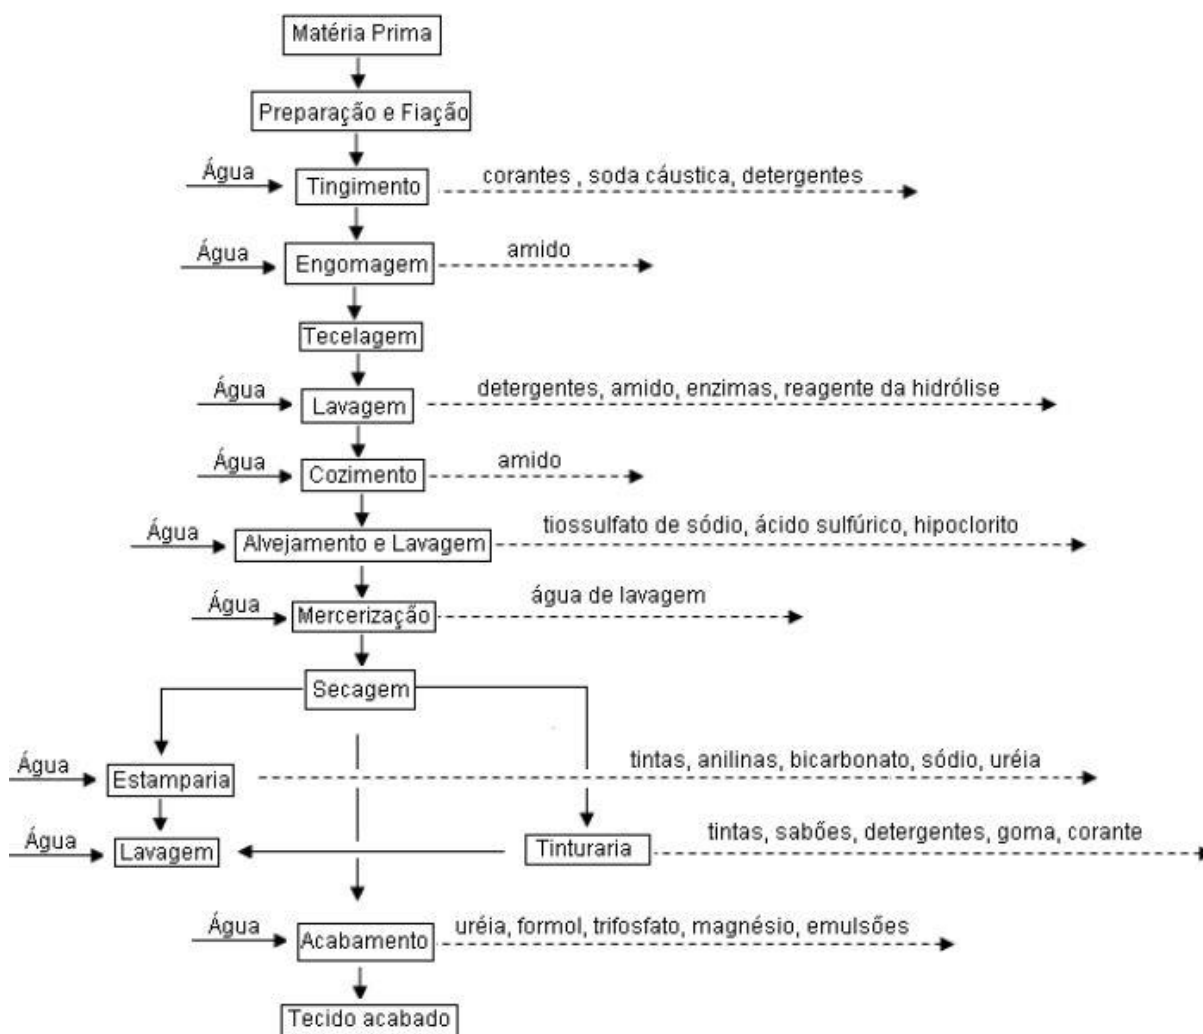 Matéria Prima
Preparação e Fiação
Água
Tingimento
corantes , soda cáustica, detergentes
Água
Engomagem
amido
Tecelagem
Água
Lavagem
detergentes, amido, enzimas, reagente da hidrólise
Água
Cozimento
amido
Água
Alvejamento e Lavagem
tiossulfato de sódio, ácido sulfúrico, hipoclorito
Água
Mercerização
água de lavagem
Secagem
Água
Estamparia
tintas, anilinas, bicarbonato, sódio, uréia
Água
Lavagem
Tinturaria
tintas, sabões, detergentes, goma, corante
Água
Acabamento
uréia, formol, trifosfato, magnésio, emulsões
Tecido acabado